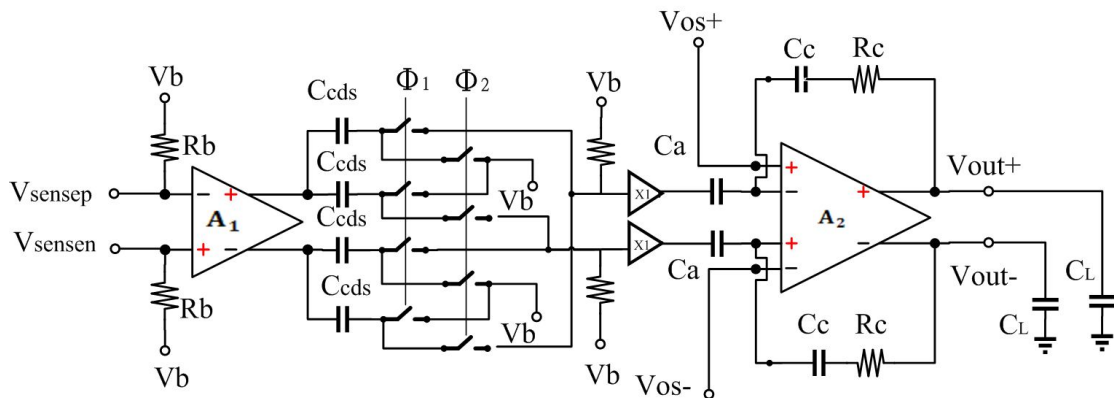 Vos+
Cc
Rc
Vb
Φ1
Φ2
Vb
Ccds
Rb
Ca
Vout+
Ccds
X1
+
−
Vsensep
−
+
Vb
+
A1
Ccds
A2
Vsensen
+
−
Vb
X1
+
−
−
Vout-
Rb
Ccds
Ca
CL
CL
Vb
Cc
Rc
Vb
Vb
Vos-